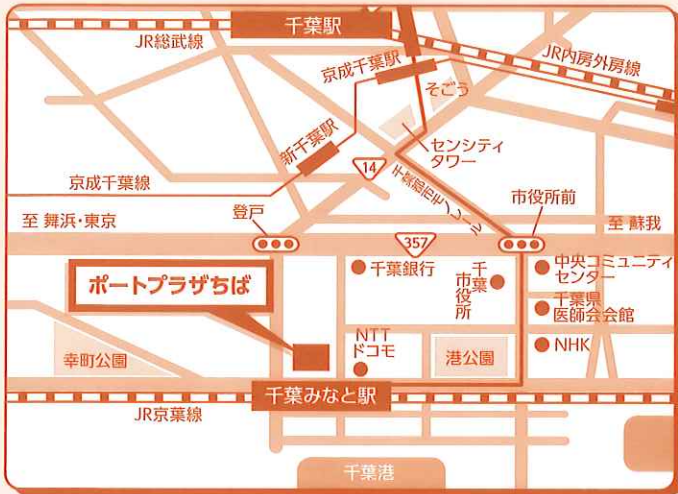 千葉駅
JR総武線
京成千葉駅
JR内房外房線
そごう
新千葉駅
センシティ
タワー
14
千葉都市モノレール
京成千葉線
登戸
市役所前
至 舞浜・東京
357
至 蘇我
千葉銀行
千葉
市役所
中央コミュニティ
センター
ポートプラザちば
千葉県
医師会会館
NTT
ドコモ
港公園
NHK
幸町公園
千葉みなと駅
JR京葉線
千葉港